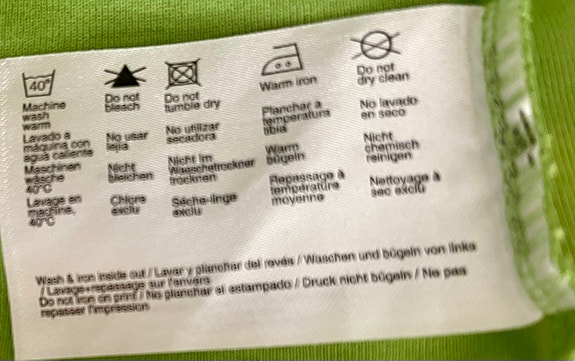 40°
Machine
wash
warm
Lavado a
máquina con
agua caliente
Maschinen
wäsche
40°C
Lavage en
machine,
40°C
Do not
bleach
No usar
lejia
Nicht
bleichen
Chlore
exclu
Do not
tumble dry
No utilizar
secadora
Nicht im
Waeschetrockner
trocknen
Sèche-linge
exclu
Warm iron
Planchar a
temperatura
tibia
Warm
bügeln
Repassage à
température
moyenne
Do not
dry clean
No lavado
en seco
Nicht
chemisch
reinigen
Nettoyage à
sec exclu
Wash & iron inside out / Lavar y planchar del revés / Waschen und bügeln von links
/ Lavage+repassage sur l'envers
Do not iron on print / No planchar el estampado / Druck nicht bügeln / Ne pas
repasser l'impression